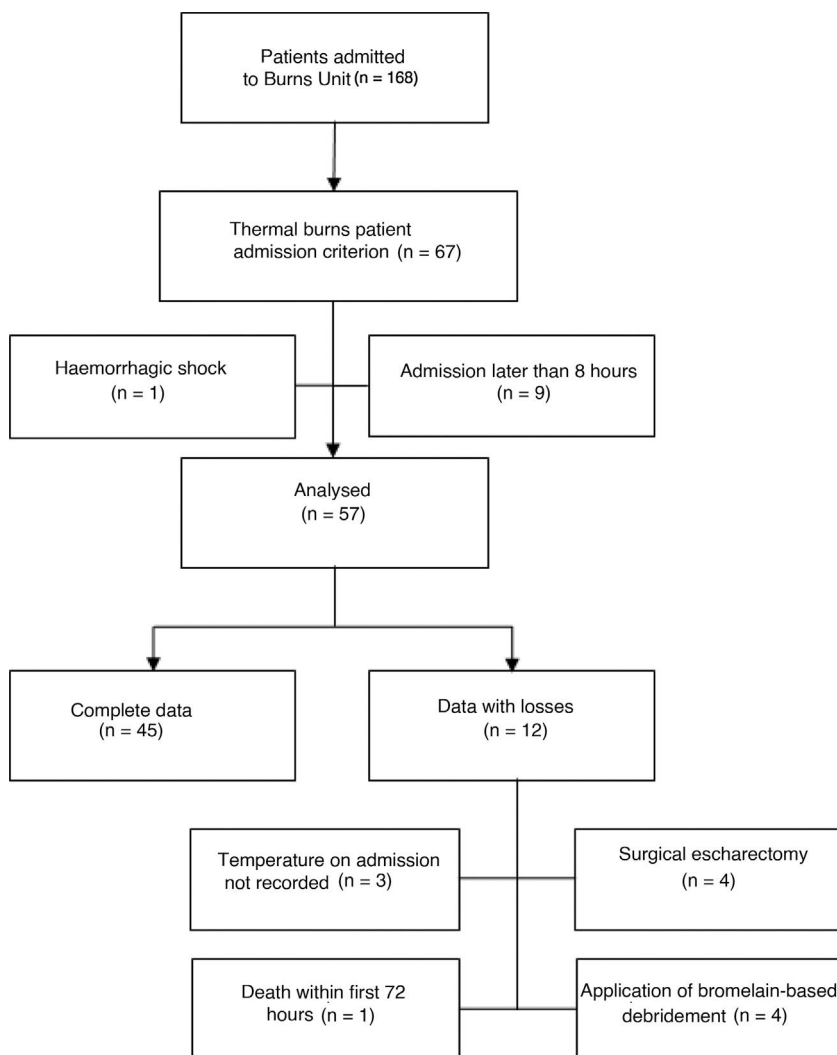 Patients admitted
to Burns Unit (n = 168)
Thermal burns patient
admission criterion (n = 67)
Haemorrhagic shock
(n = 1)
Admission later than 8 hours
(n = 9)
Analysed
(n = 57)
Complete data
(n = 45)
Data with losses
(n = 12)
Temperature on admission
not recorded (n = 3)
Surgical escharectomy
(n = 4)
Death within first 72
hours (n = 1)
Application of bromelain-based
debridement (n = 4)